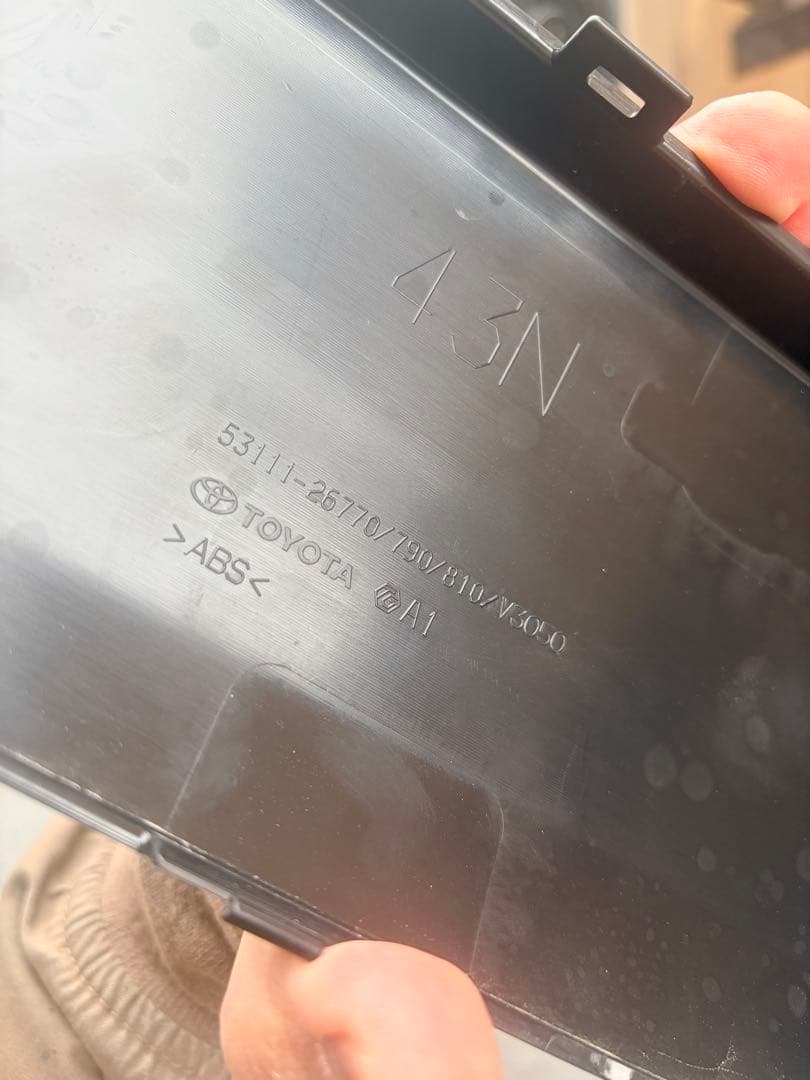 43N
53111-26770/790/810/V3050
TOYOTA A1
>ABS<